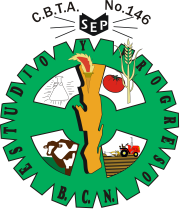 C.B.T.A. No.146
SEP
ESTUDIO Y PROGRESO
B.C.N.